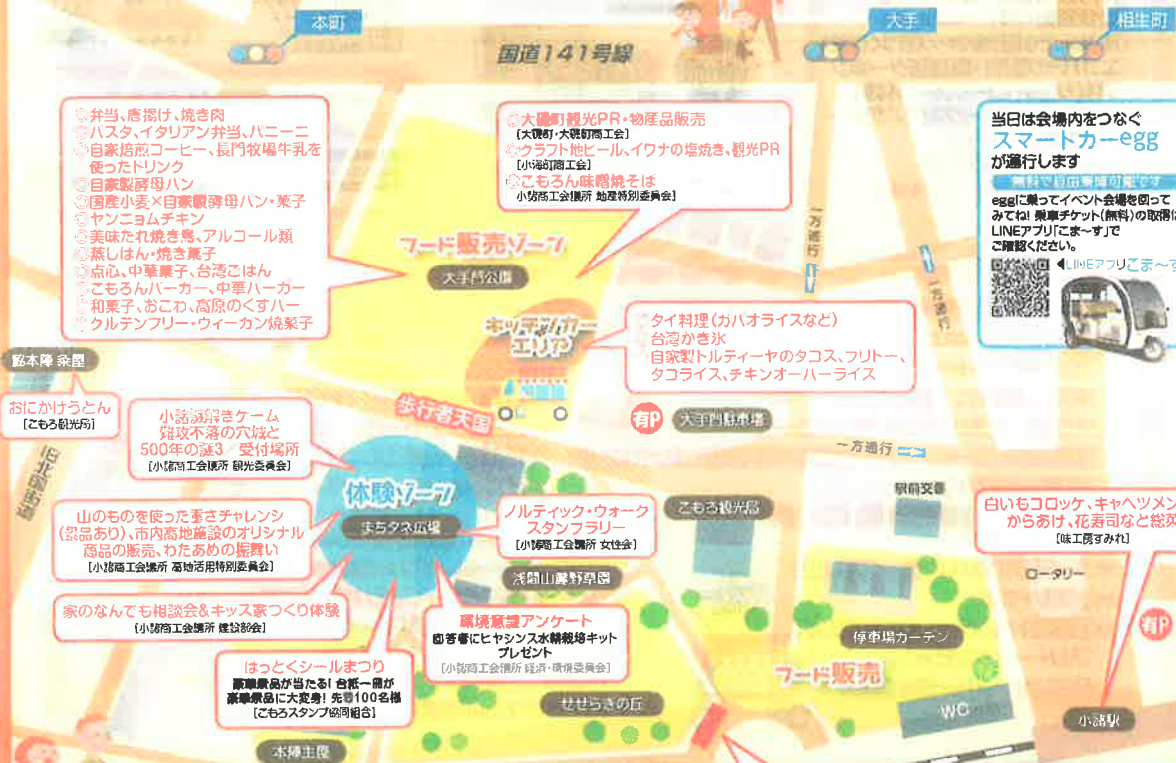 本町
大手
相生町
国道141号線
弁当、唐揚げ、焼き肉
パスタ、イタリアン弁当、パニーニ
自家焙煎コーヒー、長門牧場牛乳を
使ったドリンク
自家製酵母パン
国産小麦×自家製酵母パン・菓子
ヤンニョムチキン
美味だれ焼き鳥、アルコール類
蒸しぱん・焼き菓子
点心、中華菓子、台湾ごはん
こもろんバーガー、中華バーガー
和菓子、おこわ、高原のくずバー
グルテンフリー・ヴィーガン焼菓子
大磯町観光PR・物産品販売
[大磯町・大磯町商工会]
クラフト地ビール、イワナの塩焼き、観光PR
[小海町商工会]
こもろん味噌焼そば
小諸商工会議所 地産特別委員会]
当日は会場内をつなぐ
スマートカーegg
が運行します
無料で自由乗降可能です
eggに乗ってイベント会場を回って
みてね! 乗車チケット(無料)の取得は
LINEアプリ「こま～す」で
ご確認ください。
◀LINEアプリこま～す
フード販売ゾーン
大手門公園
一方通行
一方通行
キッチンカー
エリア
タイ料理(ガパオライスなど)
台湾かき氷
自家製トルティーヤのタコス、ブリトー、
タコライス、チキンオーバーライス
脇本陣 粂屋
おにかけうどん
[こもろ観光局]
歩行者天国
有P
大手門駐車場
小諸謎解きゲーム
難攻不落の穴城と
500年の謎3／受付場所
[小諸商工会議所 観光委員会]
一方通行
旧北国街道
体験ゾーン
まちタネ広場
ノルディック・ウォーク
スタンプラリー
[小諸商工会議所 女性会]
こもろ観光局
駅前交番
白いもコロッケ、キャベツメン
からあげ、花寿司など総菜
[味工房すみれ]
山のものを使った重さチャレンジ
(景品あり)、市内高地施設のオリジナル
商品の販売、わたあめの振舞い
[小諸商工会議所 高地活用特別委員会]
浅間山麓野草園
ロータリー
家のなんでも相談会&キッズ家づくり体験
[小諸商工会議所 建設部会]
環境意識アンケート
回答者にヒヤシンス水耕栽培キット
プレゼント
[小諸商工会議所 経済・環境委員会]
有P
停車場ガーデン
はっとくシールまつり
豪華景品が当たる! 台紙一冊が
豪華景品に大変身! 先着100名様
[こもろスタンプ協同組合]
フード販売
せせらぎの丘
WC
小諸駅
本陣主屋